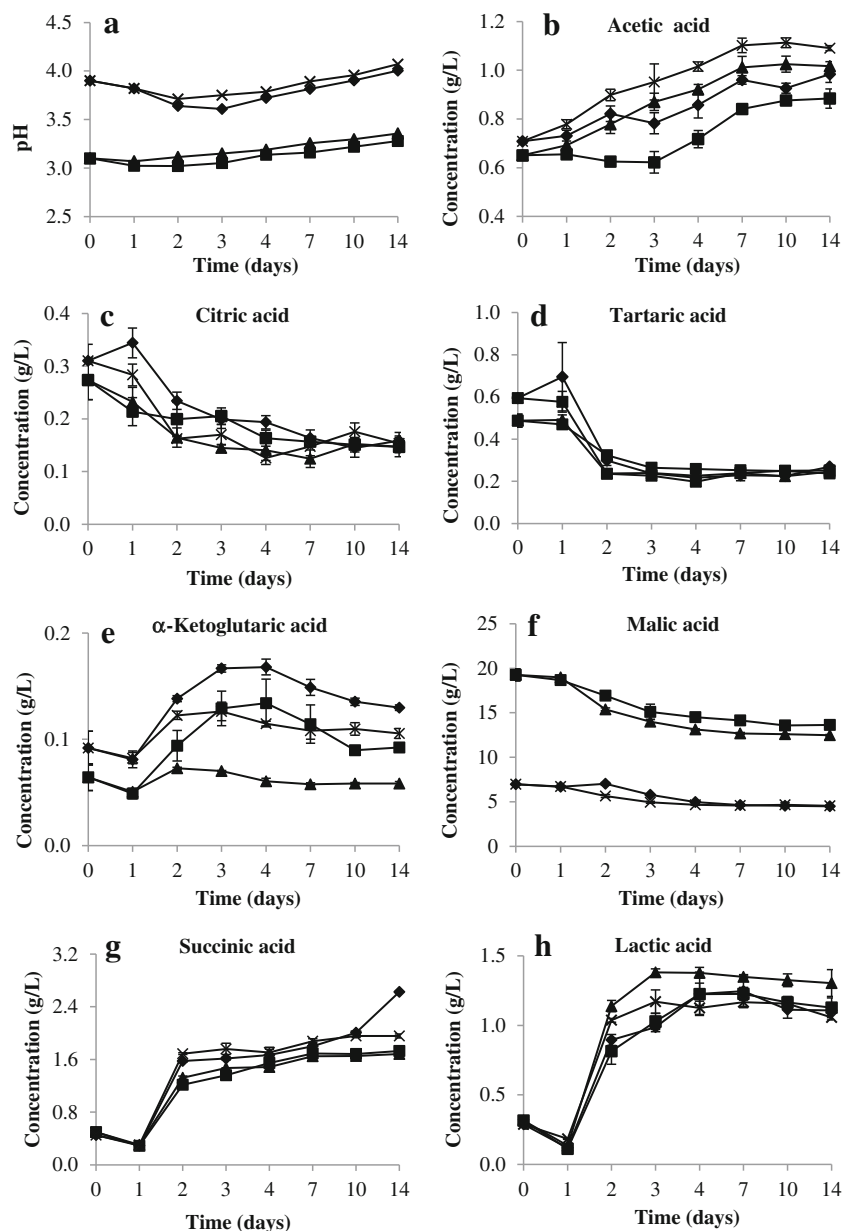 a
4.5
4.0
3.5
3.0
2.5
pH
0 1 2 3 4 7 10 14
Time (days)
b
Acetic acid
1.2
1.0
0.8
0.6
0.4
Concentration (g/L)
0 1 2 3 4 7 10 14
Time (days)
c
Citric acid
0.4
0.3
0.2
0.1
0.0
Concentration (g/L)
0 1 2 3 4 7 10 14
Time (days)
d
Tartaric acid
1.0
0.8
0.6
0.4
0.2
0.0
Concentration (g/L)
0 1 2 3 4 7 10 14
Time (days)
e
α-Ketoglutaric acid
0.2
0.1
0.0
Concentration (g/L)
0 1 2 3 4 7 10 14
Time (days)
f
Malic acid
25
20
15
10
5
0
Concentration (g/L)
0 1 2 3 4 7 10 14
Time (days)
g
Succinic acid
3.2
2.4
1.6
0.8
0.0
Concentration (g/L)
0 1 2 3 4 7 10 14
Time (days)
h
Lactic acid
1.5
1.0
0.5
0.0
Concentration (g/L)
0 1 2 3 4 7 10 14
Time (days)